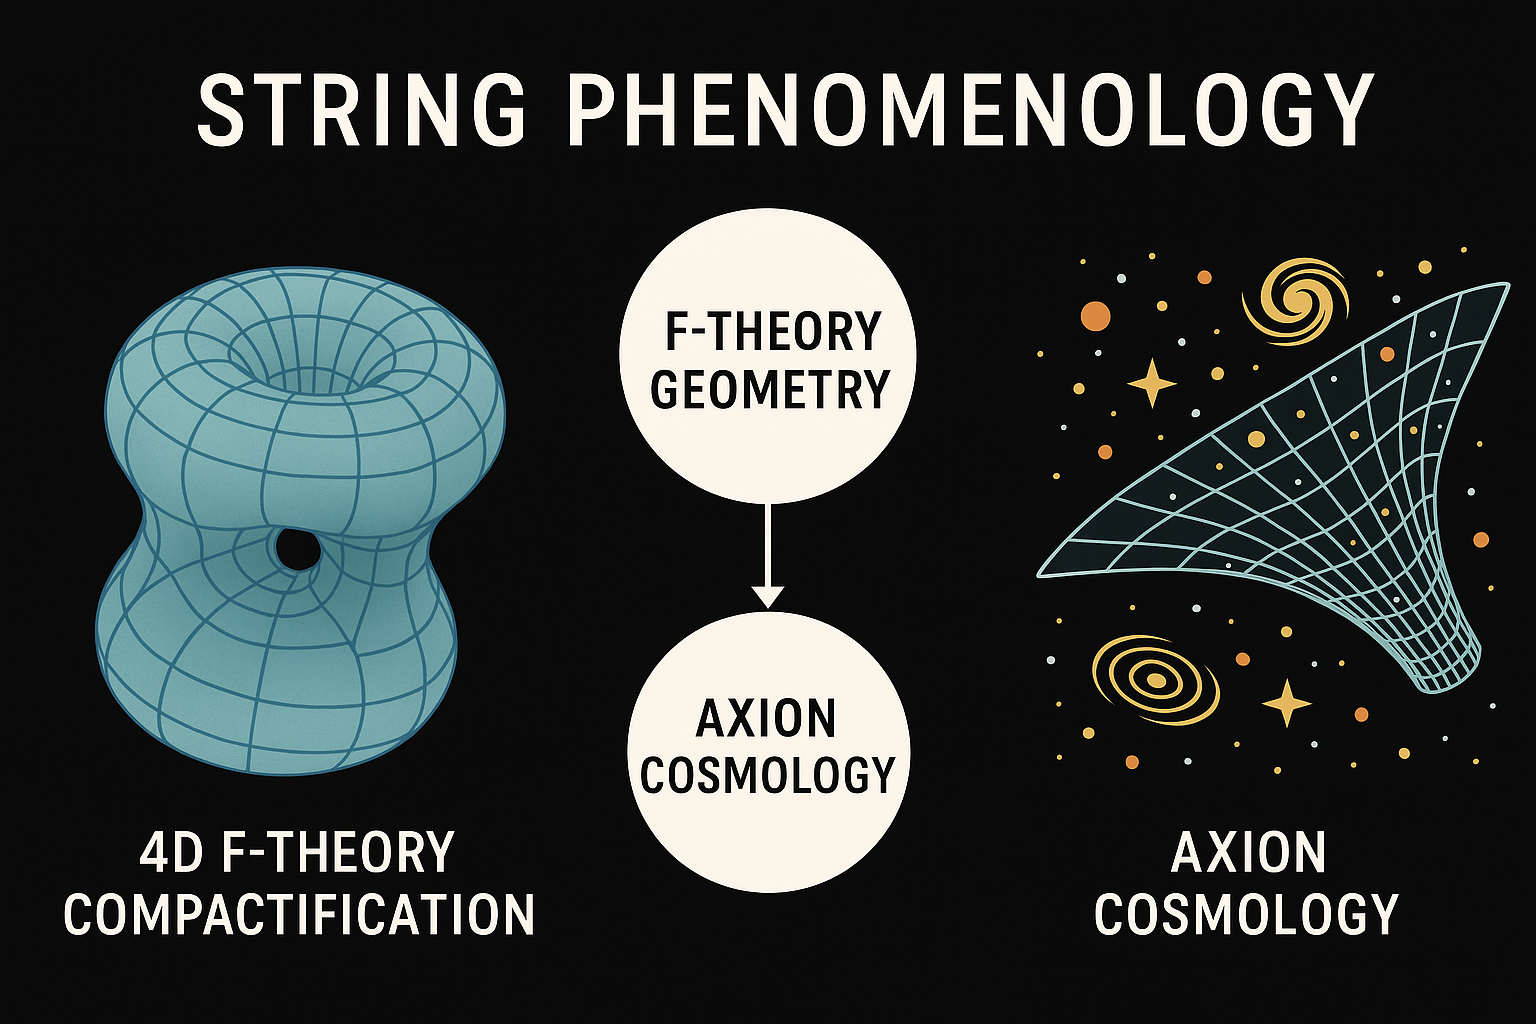 STRING PHENOMENOLOGY
F-THEORY
GEOMETRY
AXION
COSMOLOGY
4D F-THEORY
COMPACTIFICATION
AXION
COSMOLOGY